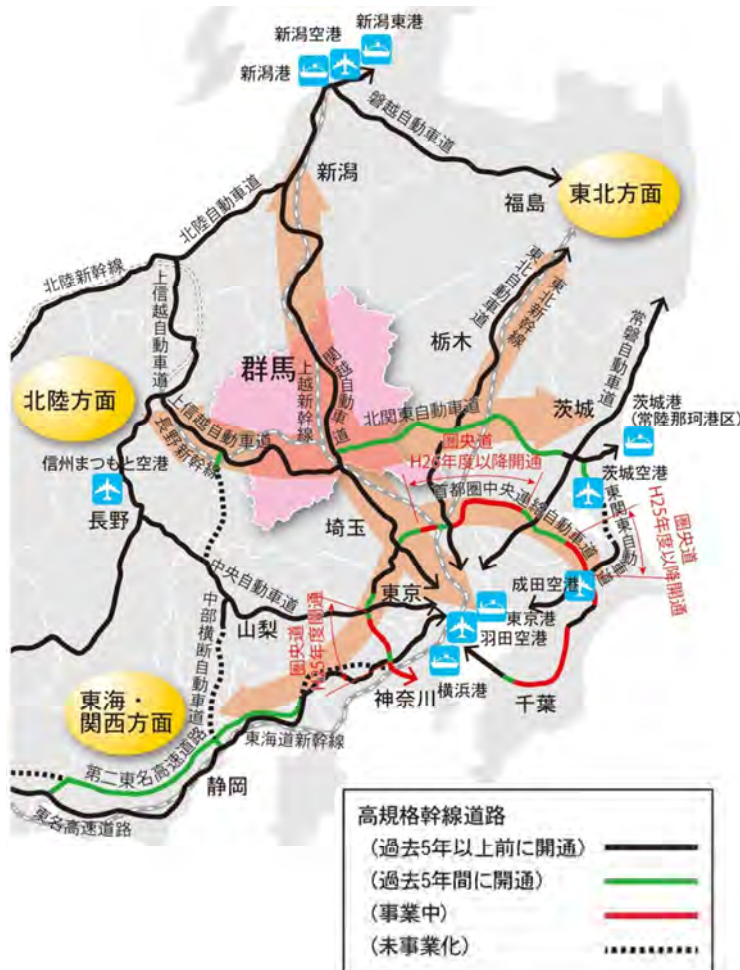 新潟東港
新潟空港
新潟港
磐越自動車道
新潟
福島
東北方面
北陸自動車道
北陸新幹線
上信越自動車道
東北自動車道
東北新幹線
常磐自動車道
栃木
群馬
関越自動車道
上越新幹線
北陸方面
上信越自動車道
長野新幹線
北関東自動車道
茨城
茨城港
(常陸那珂港区)
圏央道
H26年度以降開通
信州まつもと空港
茨城空港
首都圏中央連絡自動車道
東関東自動車道
圏央道
H25年度以降開通
長野
埼玉
中央自動車道
東京
成田空港
東京港
羽田空港
山梨
中部横断自動車道
圏央道
H25年度開通
横浜港
神奈川
千葉
東海・
関西方面
東海道新幹線
第二東名高速道路
静岡
東名高速道路
高規格幹線道路
(過去5年以上前に開通)
(過去5年間に開通)
(事業中)
(未事業化)